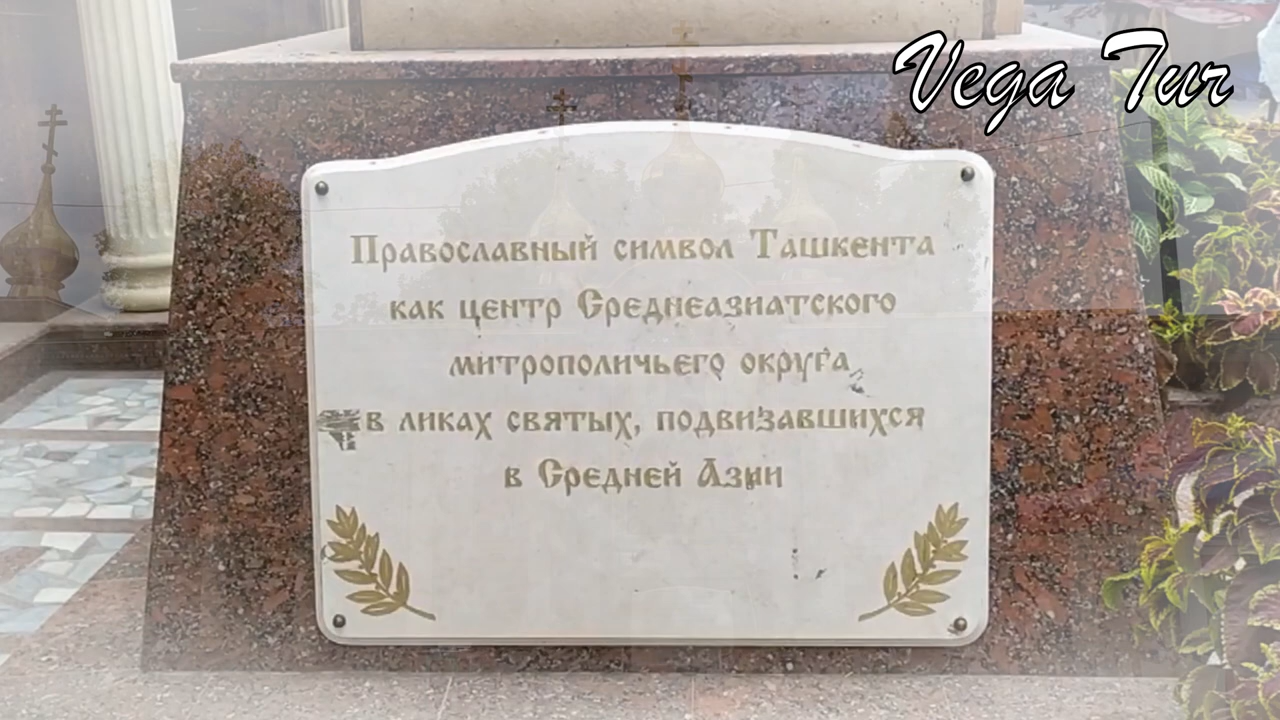 Vega Tur
Православный символ Ташкента
как центр Среднеазиатского
митрополичьего округа
в ликах святых, подвизавшихся
в Средней Азии